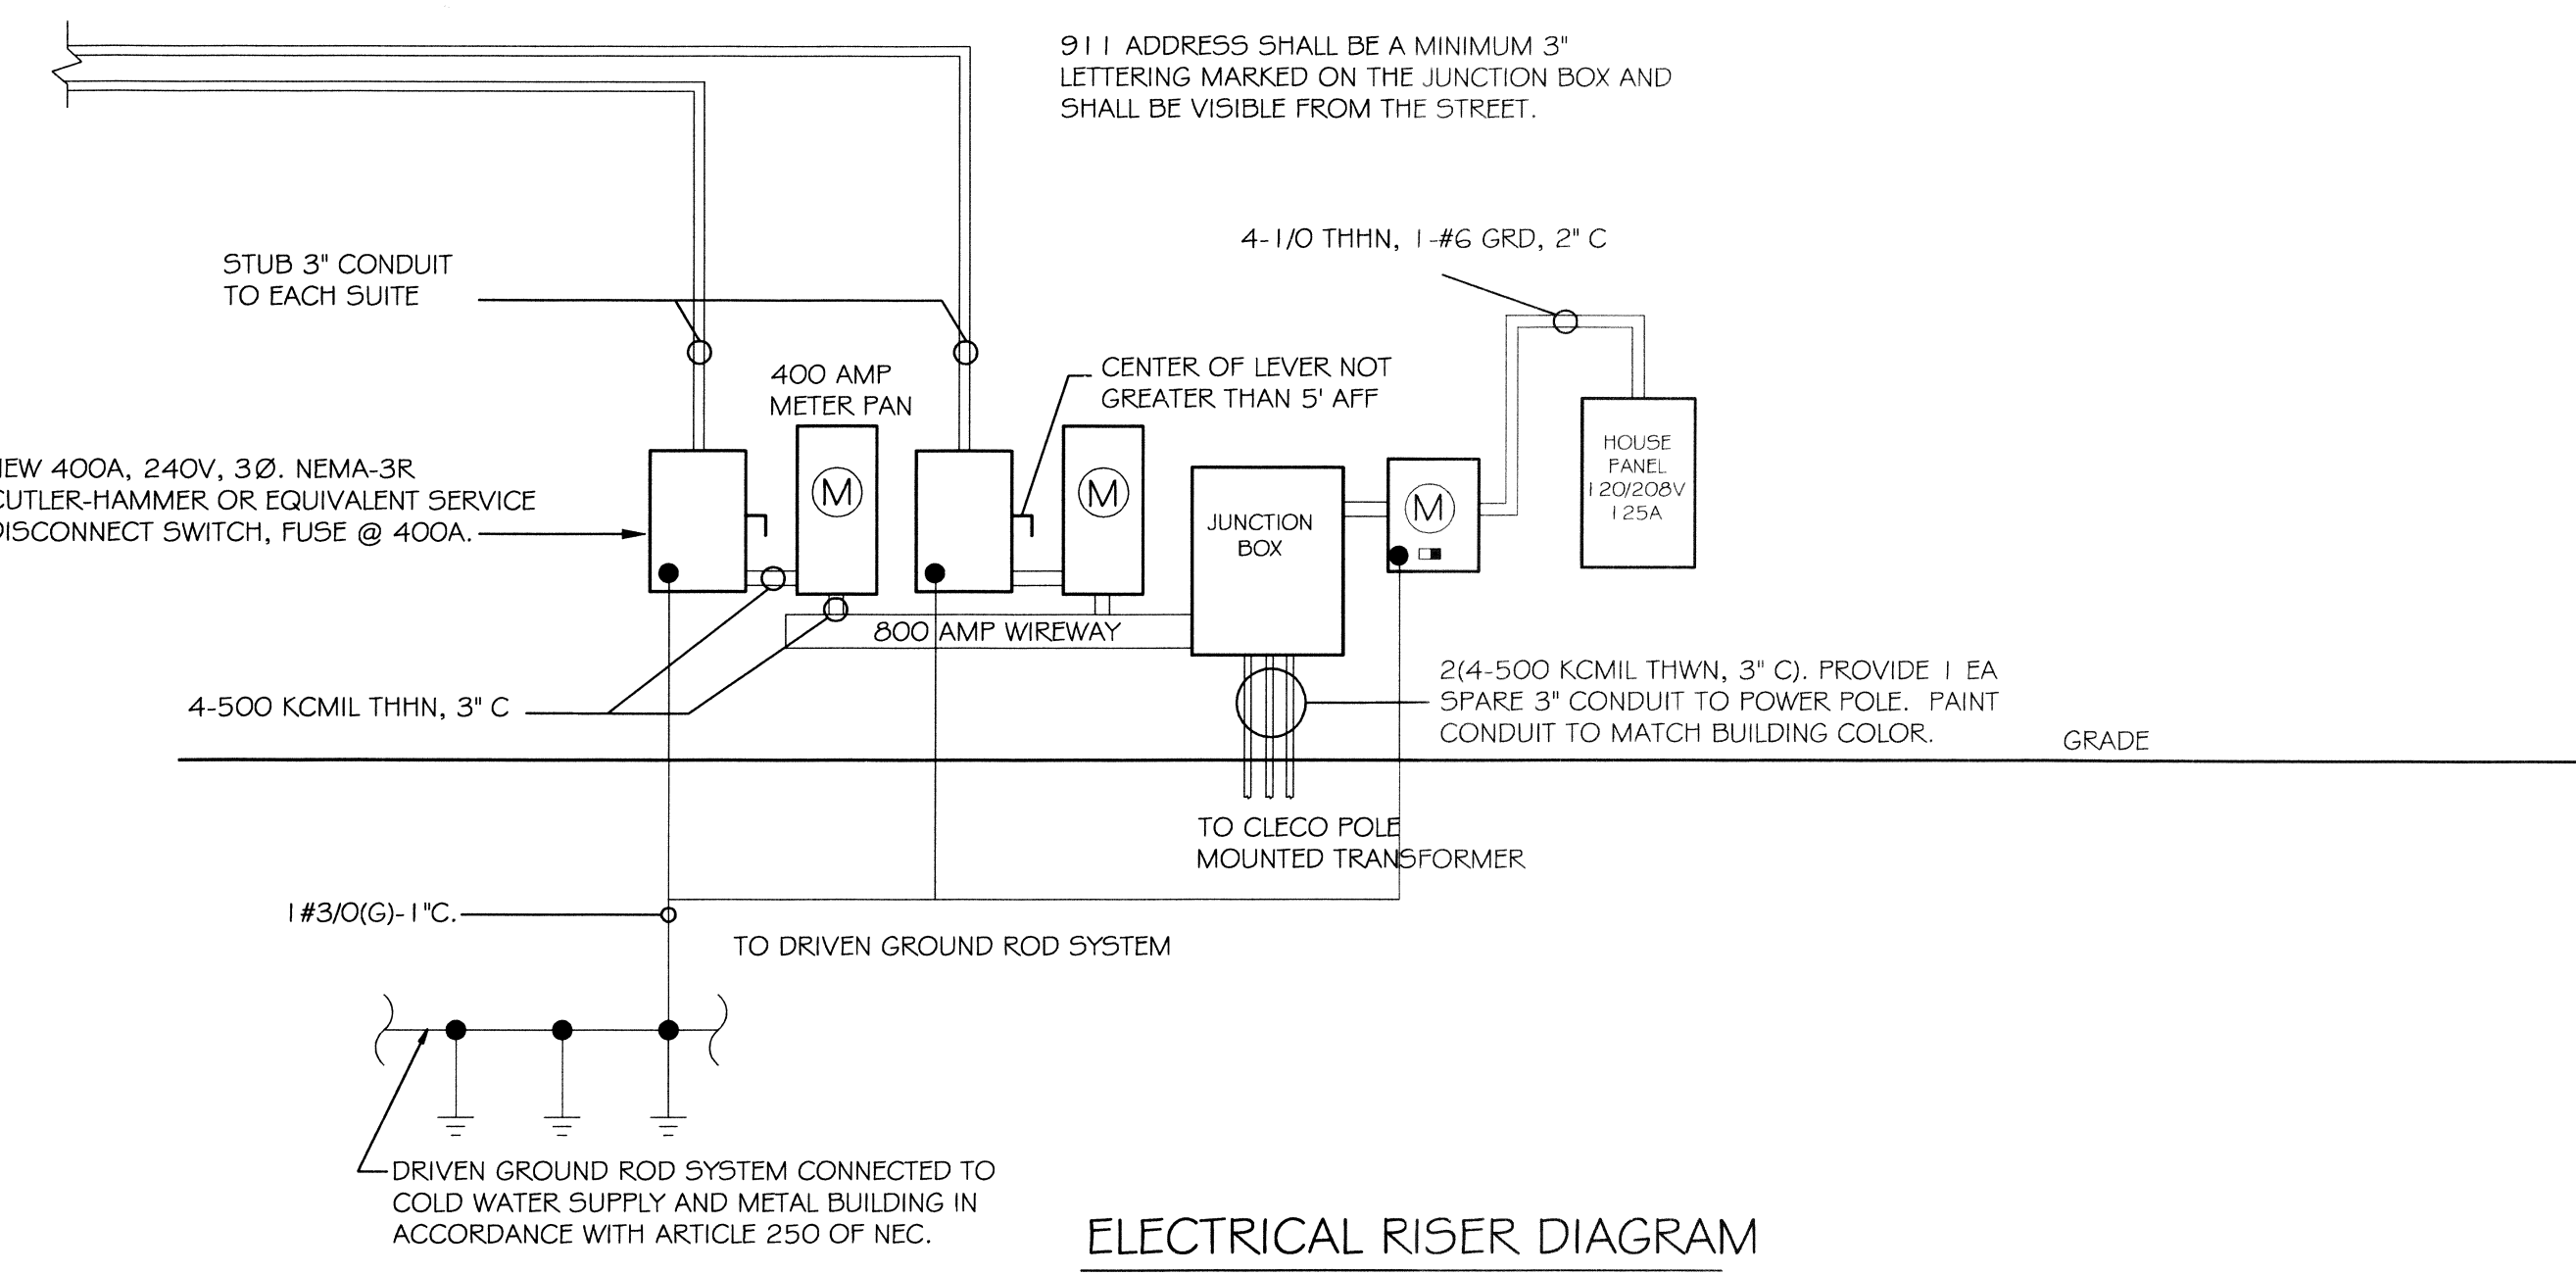 911 ADDRESS SHALL BE A MINIMUM 3"
LETTERING MARKED ON THE JUNCTION BOX AND
SHALL BE VISIBLE FROM THE STREET.
4-1/0 THHN, 1-#6 GRD, 2" C
STUB 3" CONDUIT
TO EACH SUITE
400 AMP
METER PAN
CENTER OF LEVER NOT
GREATER THAN 5' AFF
EW 400A, 240V, 3Ø. NEMA-3R
CUTLER-HAMMER OR EQUIVALENT SERVICE
DISCONNECT SWITCH, FUSE @ 400A.
M
M
JUNCTION
BOX
M
HOUSE
PANEL
120/208V
125A
800 AMP WIREWAY
4-500 KCMIL THHN, 3" C
2(4-500 KCMIL THWN, 3" C). PROVIDE 1 EA
SPARE 3" CONDUIT TO POWER POLE. PAINT
CONDUIT TO MATCH BUILDING COLOR.
GRADE
TO CLECO POLE
MOUNTED TRANSFORMER
1#3/0(G)-1"C.
TO DRIVEN GROUND ROD SYSTEM
DRIVEN GROUND ROD SYSTEM CONNECTED TO
COLD WATER SUPPLY AND METAL BUILDING IN
ACCORDANCE WITH ARTICLE 250 OF NEC.
ELECTRICAL RISER DIAGRAM